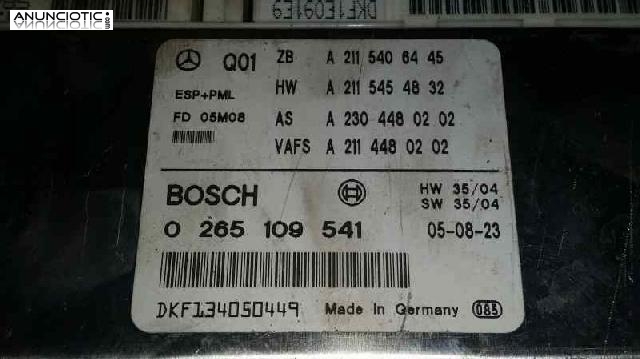 ANUNCIOTIC
.COM
DKF1E091E9
Q01 ZB A 211 540 64 45
HW A 211 545 48 32
ESP+PML
FD 05M08 AS A 230 448 02 02
VAFS A 211 448 02 02
BOSCH HW 35/04
SW 35/04
0 265 109 541 05-08-23
DKF134050449 Made In Germany 085